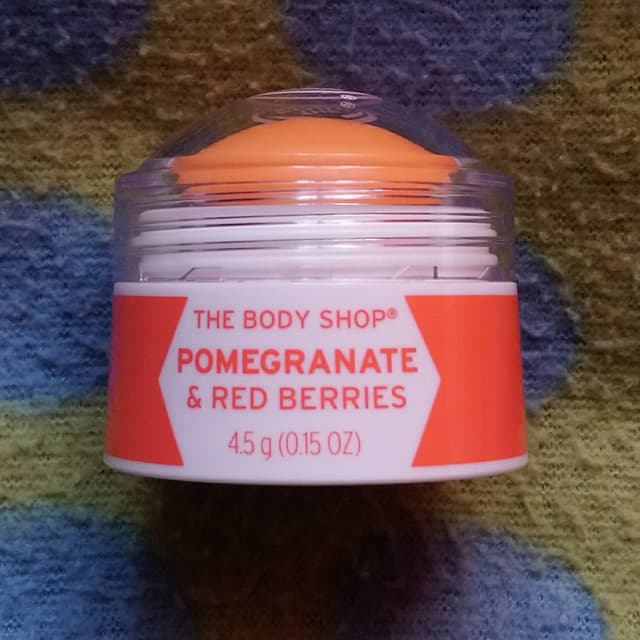 THE BODY SHOP®
POMEGRANATE
& RED BERRIES
4.5 g (0.15 OZ)